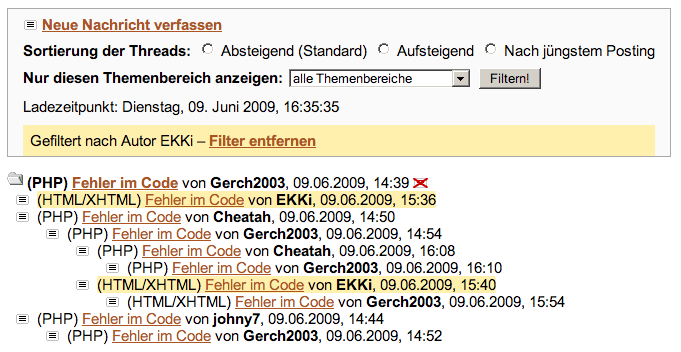 Neue Nachricht verfassen
Sortierung der Threads: Absteigend (Standard) Aufsteigend Nach jüngstem Posting
Nur diesen Themenbereich anzeigen: alle Themenbereiche Filtern!
Ladezeitpunkt: Dienstag, 09. Juni 2009, 16:35:35
Gefiltert nach Autor EKKi – Filter entfernen
(PHP) Fehler im Code von Gerch2003, 09.06.2009, 14:39
(HTML/XHTML) Fehler im Code von EKKi, 09.06.2009, 15:36
(PHP) Fehler im Code von Cheatah, 09.06.2009, 14:50
(PHP) Fehler im Code von Gerch2003, 09.06.2009, 14:54
(PHP) Fehler im Code von Cheatah, 09.06.2009, 16:08
(PHP) Fehler im Code von Gerch2003, 09.06.2009, 16:10
(HTML/XHTML) Fehler im Code von EKKi, 09.06.2009, 15:40
(HTML/XHTML) Fehler im Code von Gerch2003, 09.06.2009, 15:54
(PHP) Fehler im Code von johny7, 09.06.2009, 14:44
(PHP) Fehler im Code von Gerch2003, 09.06.2009, 14:52